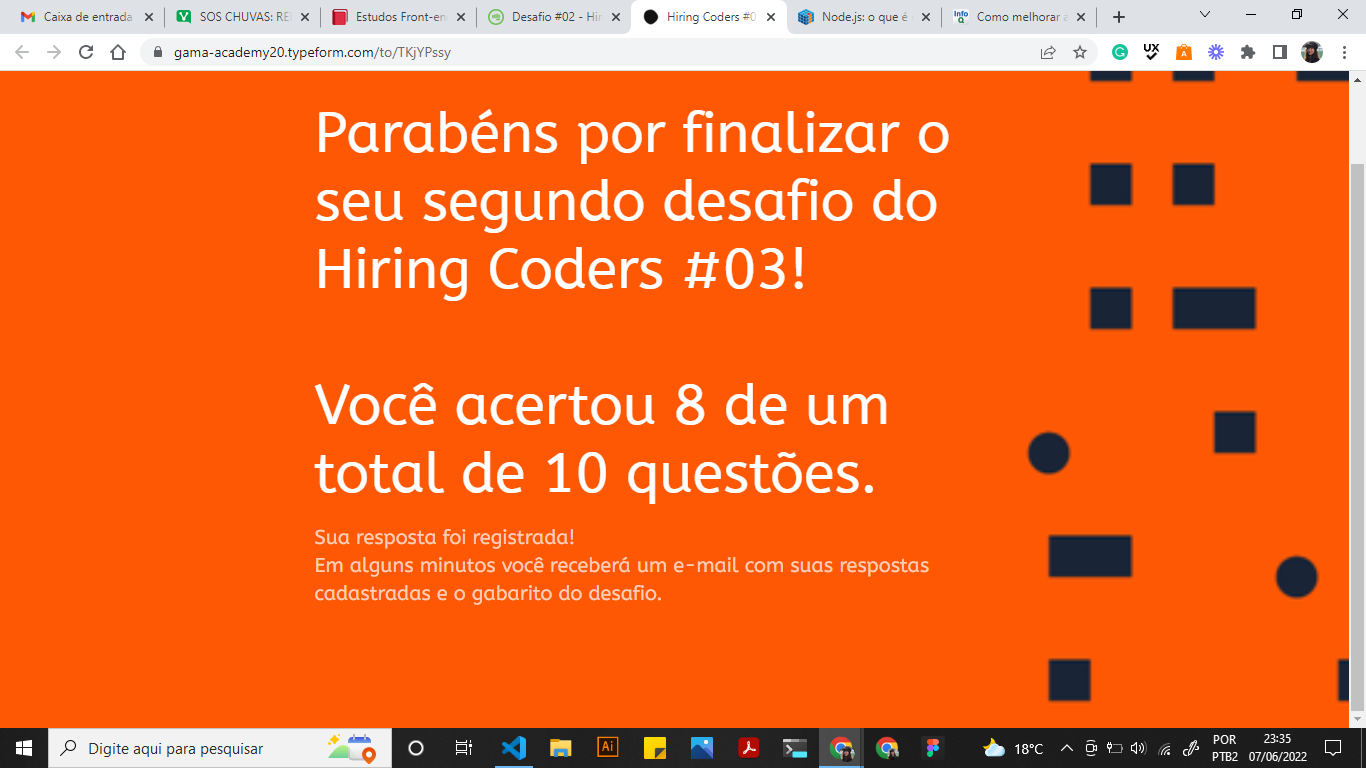 Caixa de entrada
SOS CHUVAS: RE
Estudos Front-en
Desafio #02 - Hir
Hiring Coders #0
Node.js: o que é
Como melhorar a
gama-academy20.typeform.com/to/TKjYPssy
Parabéns por finalizar o
seu segundo desafio do
Hiring Coders #03!
Você acertou 8 de um
total de 10 questões.
Sua resposta foi registrada!
Em alguns minutos você receberá um e-mail com suas respostas
cadastradas e o gabarito do desafio.
Digite aqui para pesquisar
18°C
POR
PTB2
23:35
07/06/2022